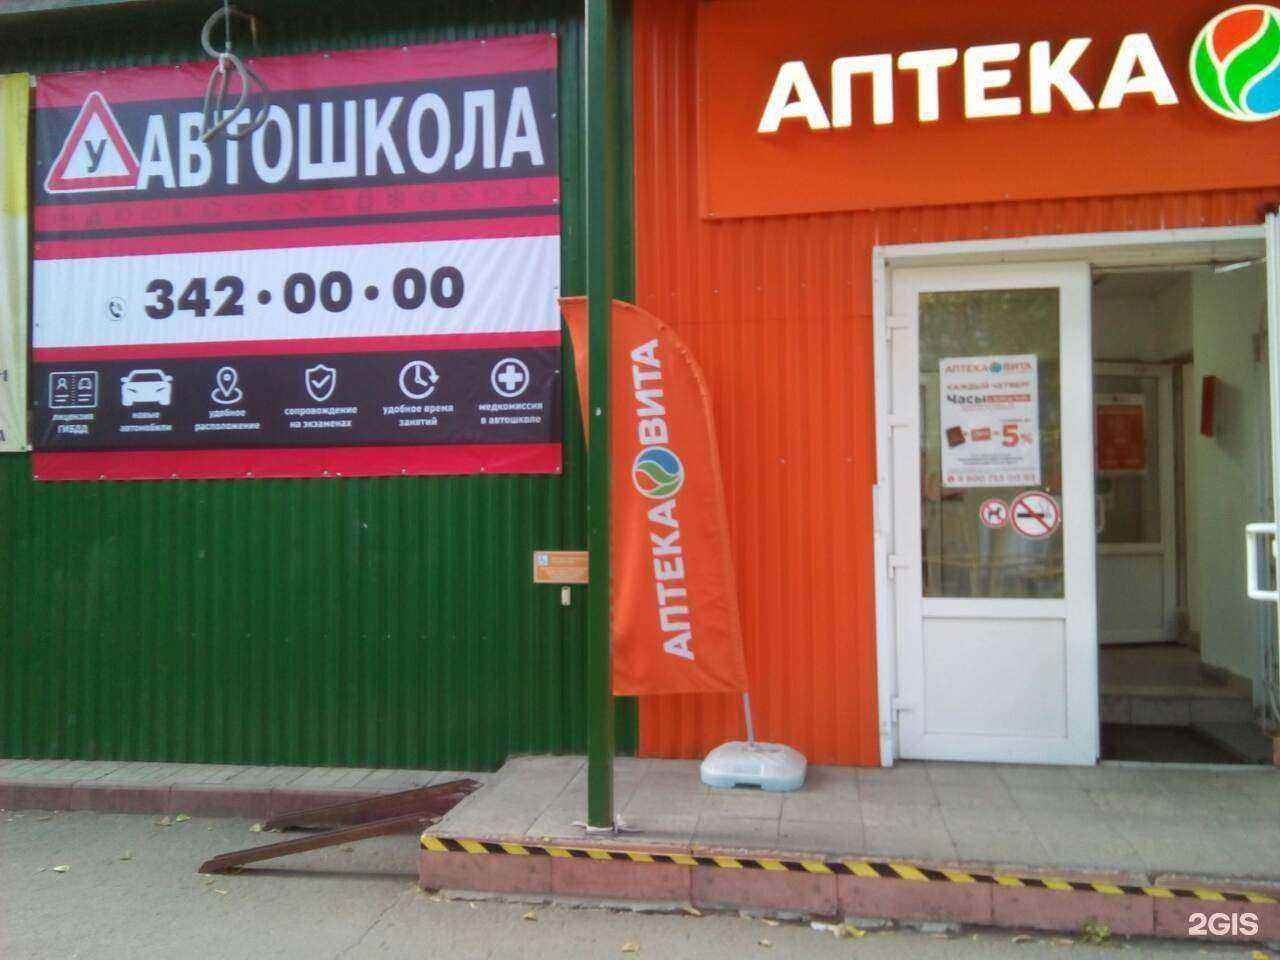 У АВТОШКОЛА
342·00·00
лицензия
ГИБДД
новые
автомобили
удобное
расположение
сопровождение
на экзаменах
удобное время
занятий
медкомиссия
в автошколе
АПТЕКА
АПТЕКА ВИТА
АПТЕКА ВИТА
КАЖДЫЙ ЧЕТВЕРГ
Часы
5%
2GIS